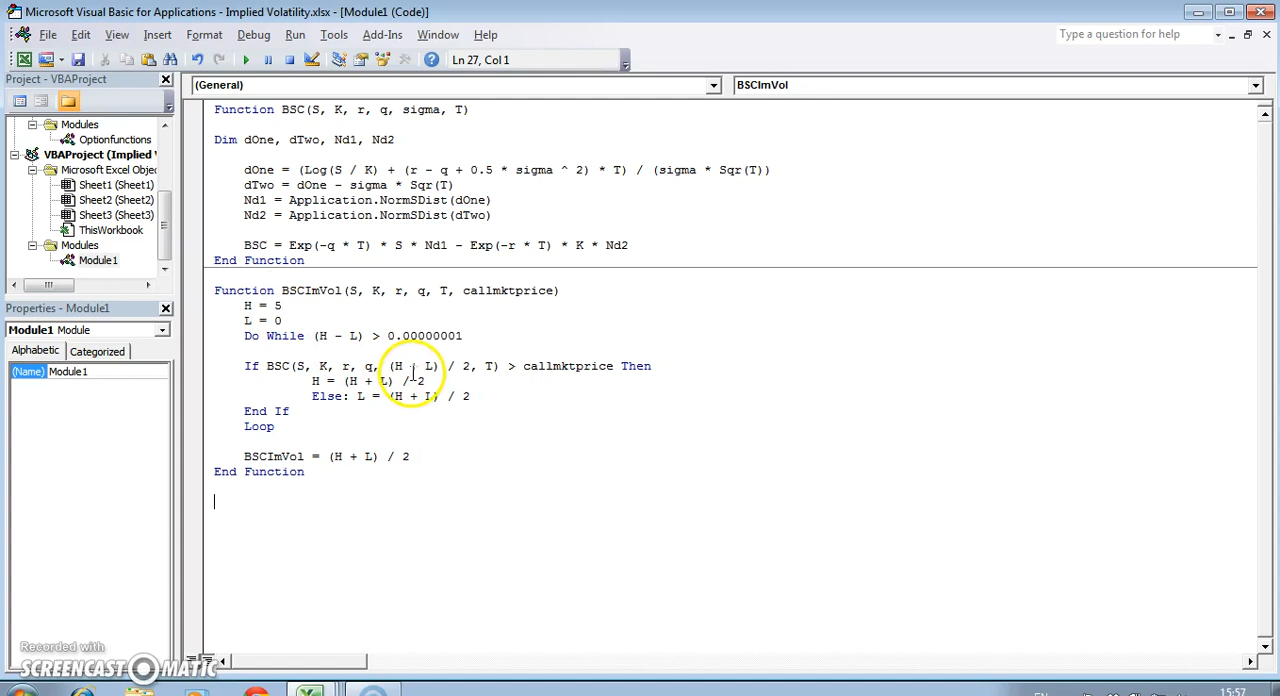 Microsoft Visual Basic for Applications - Implied Volatility.xlsx - [Module1 (Code)]
File Edit View Insert Format Debug Run Tools Add-Ins Window Help
Type a question for help
Ln 27, Col 1
Project - VBAProject
(General)
BSCImVol
Modules
Optionfunctions
VBAProject (Implied
Microsoft Excel Objec
Sheet1 (Sheet1)
Sheet2 (Sheet2)
Sheet3 (Sheet3)
ThisWorkbook
Modules
Module1
Properties - Module1
Module1 Module
Alphabetic Categorized
(Name) Module1
Function BSC(S, K, r, q, sigma, T)
Dim dOne, dTwo, Nd1, Nd2
dOne = (Log(S / K) + (r - q + 0.5 * sigma ^ 2) * T) / (sigma * Sqr(T))
dTwo = dOne - sigma * Sqr(T)
Nd1 = Application.NormSDist(dOne)
Nd2 = Application.NormSDist(dTwo)
BSC = Exp(-q * T) * S * Nd1 - Exp(-r * T) * K * Nd2
End Function
Function BSCImVol(S, K, r, q, T, callmktprice)
H = 5
L = 0
Do While (H - L) > 0.00000001
If BSC(S, K, r, q, (H + L) / 2, T) > callmktprice Then
H = (H + L) / 2
Else: L = (H + L) / 2
End If
Loop
BSCImVol = (H + L) / 2
End Function
Recorded with
SCREENCAST-O-MATIC
EN
15:57